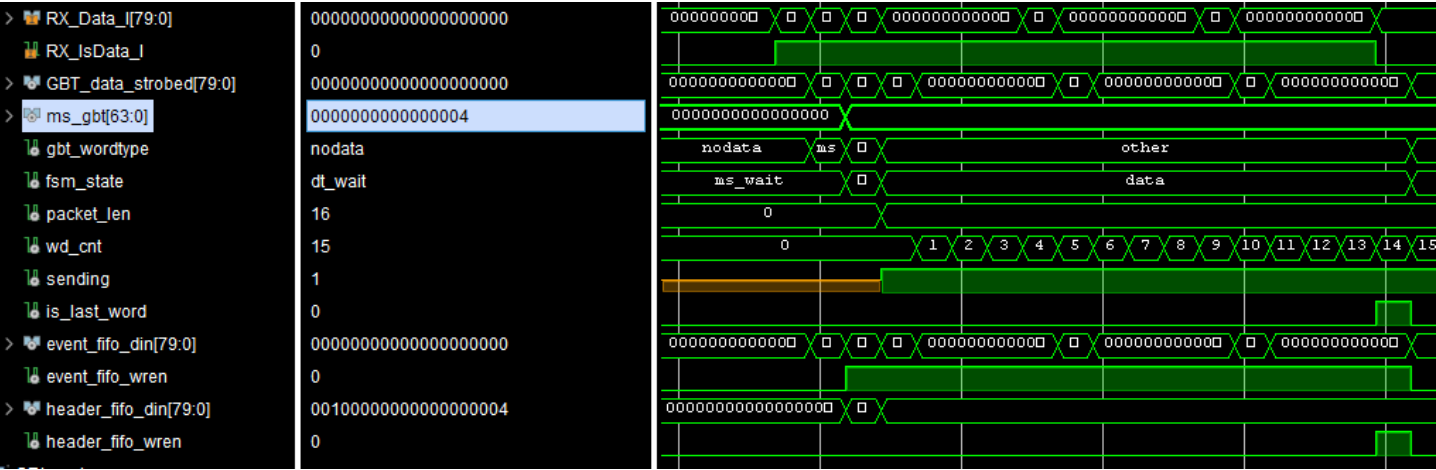 RX_Data_I[79:0] 00000000000000000000 00000000 00000000000 00000000000 00000000000
RX_IsData_I 0
GBT_data_strobed[79:0] 00000000000000000000 000000000000 00000000000 00000000000 00000000000
ms_gbt[63:0] 0000000000000004 0000000000000000
gbt_wordtype nodata nodata ms other
fsm_state dt_wait ms_wait data
packet_len 16 0
wd_cnt 15 0 1 2 3 4 5 6 7 8 9 10 11 12 13 14 15
sending 1
is_last_word 0
event_fifo_din[79:0] 00000000000000000000 000000000000 00000000000 00000000000 00000000000
event_fifo_wren 0
header_fifo_din[79:0] 00100000000000000004 0000000000000000
header_fifo_wren 0